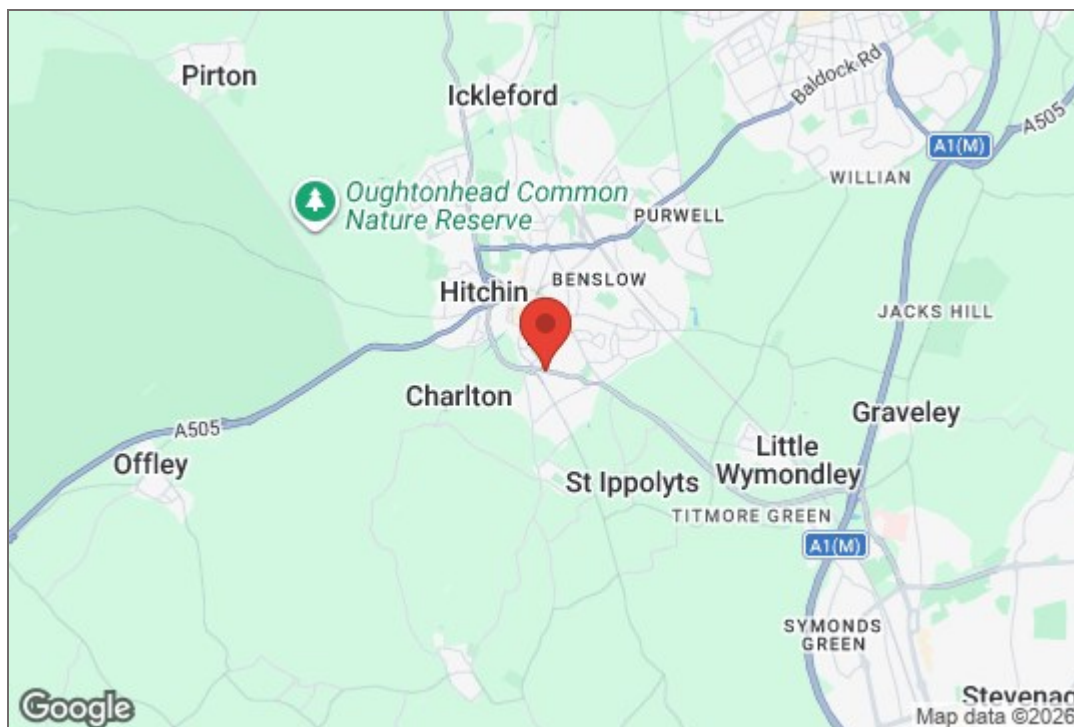 Pirton
Ickleford
Baldock Rd
A505
A1(M)
WILLIAN
Oughtonhead Common
Nature Reserve
PURWELL
BENSLOW
Hitchin
JACKS HILL
Charlton
Graveley
A505
Offley
Little
Wymondley
St Ippolyts
TITMORE GREEN
A1(M)
SYMONDS
GREEN
Stevenag
Google
Map data ©2026